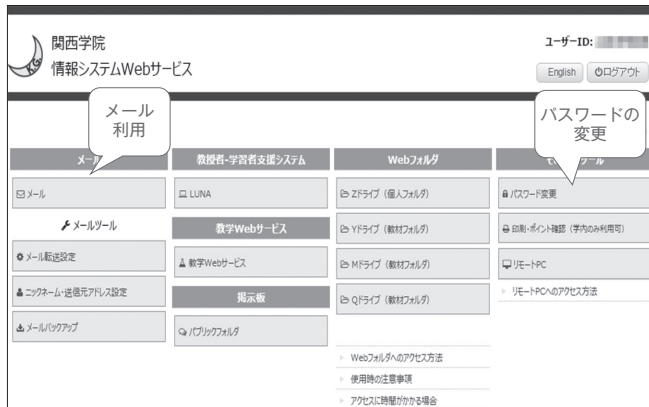 関西学院
情報システムWebサービス
ユーザーID:
English
ログアウト
メール
利用
パスワードの
変更
メール
メール
メールツール
メール転送設定
ニックネーム・送信元アドレス設定
メールバックアップ
教授者-学習者支援システム
LUNA
教学Webサービス
教学Webサービス
掲示板
パブリックフォルダ
Webフォルダ
Zドライブ（個人フォルダ）
Yドライブ（教材フォルダ）
Mドライブ（教材フォルダ）
Qドライブ（教材フォルダ）
Webフォルダへのアクセス方法
使用時の注意事項
アクセスに時間がかかる場合
パスワード変更
印刷・ポイント確認（学内のみ利用可）
リモートPC
リモートPCへのアクセス方法